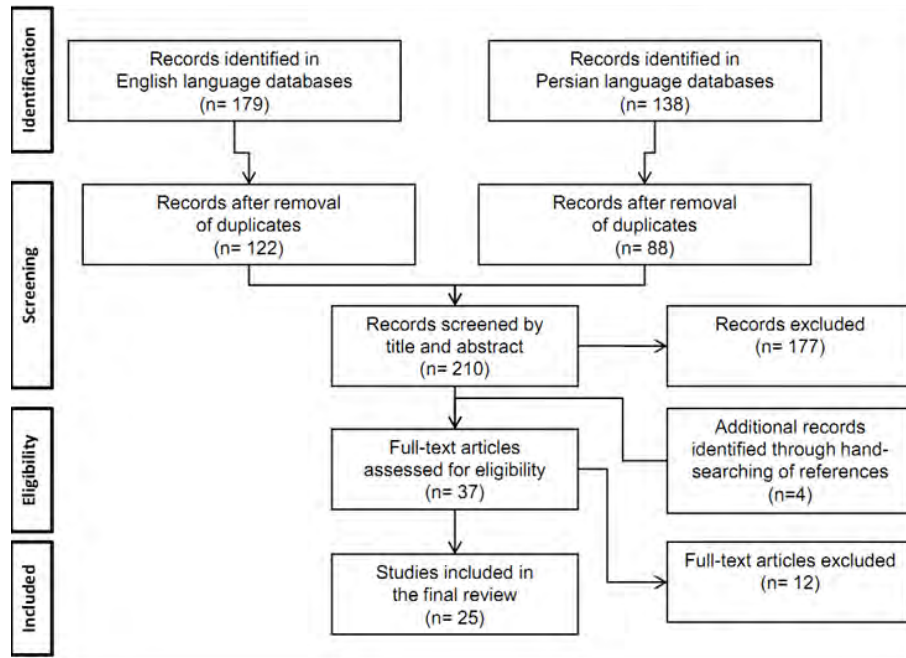 Identification
Records identified in
English language databases
(n= 179)
Records identified in
Persian language databases
(n= 138)
Screening
Records after removal
of duplicates
(n= 122)
Records after removal
of duplicates
(n= 88)
Records screened by
title and abstract
(n= 210)
Records excluded
(n= 177)
Eligibility
Full-text articles
assessed for eligibility
(n= 37)
Additional records
identified through hand-
searching of references
(n=4)
Included
Studies included in
the final review
(n= 25)
Full-text articles excluded
(n= 12)